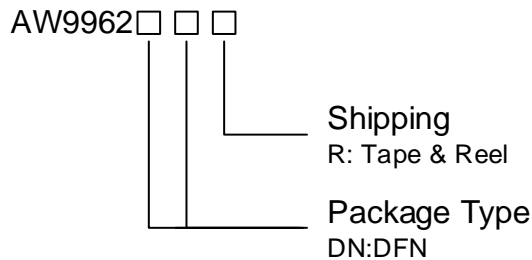 AW9962□ □ □
Shipping
R: Tape & Reel
Package Type
DN:DFN